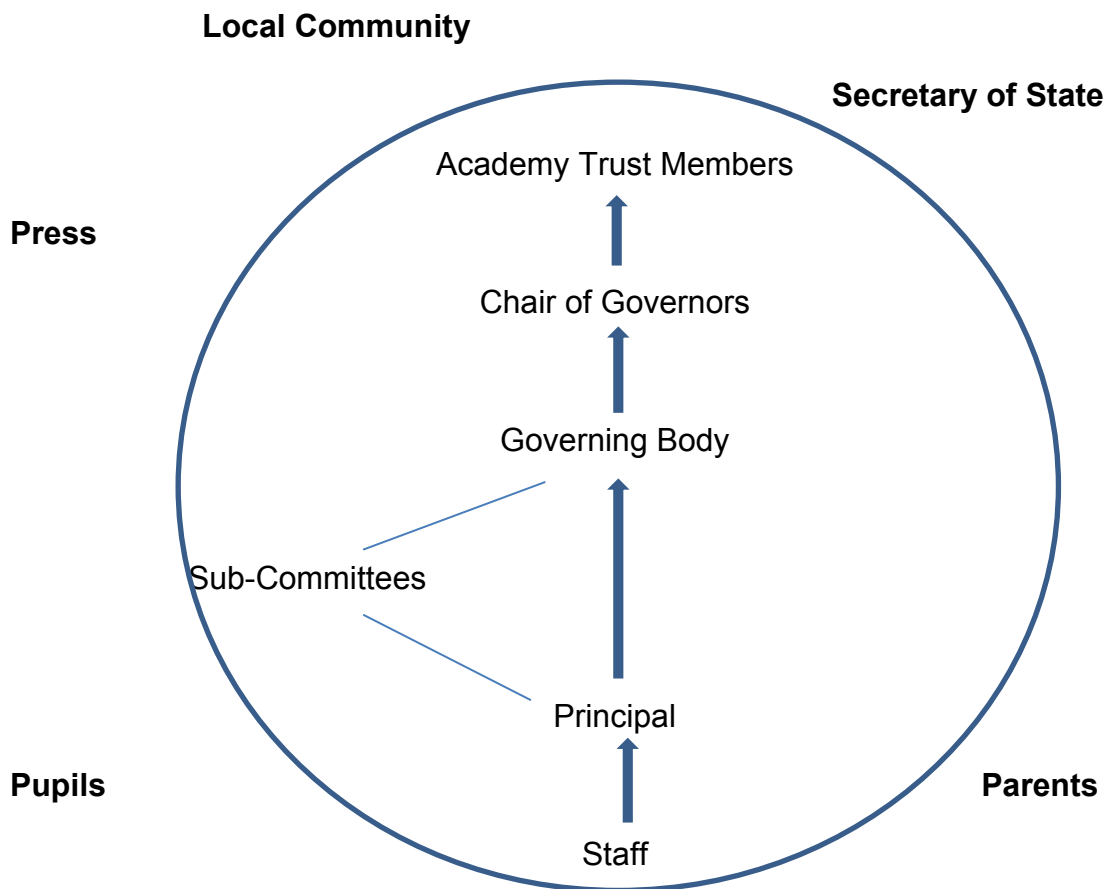 Local Community
Secretary of State
Academy Trust Members
Press
Chair of Governors
Governing Body
Sub-Committees
Principal
Pupils
Parents
Staff